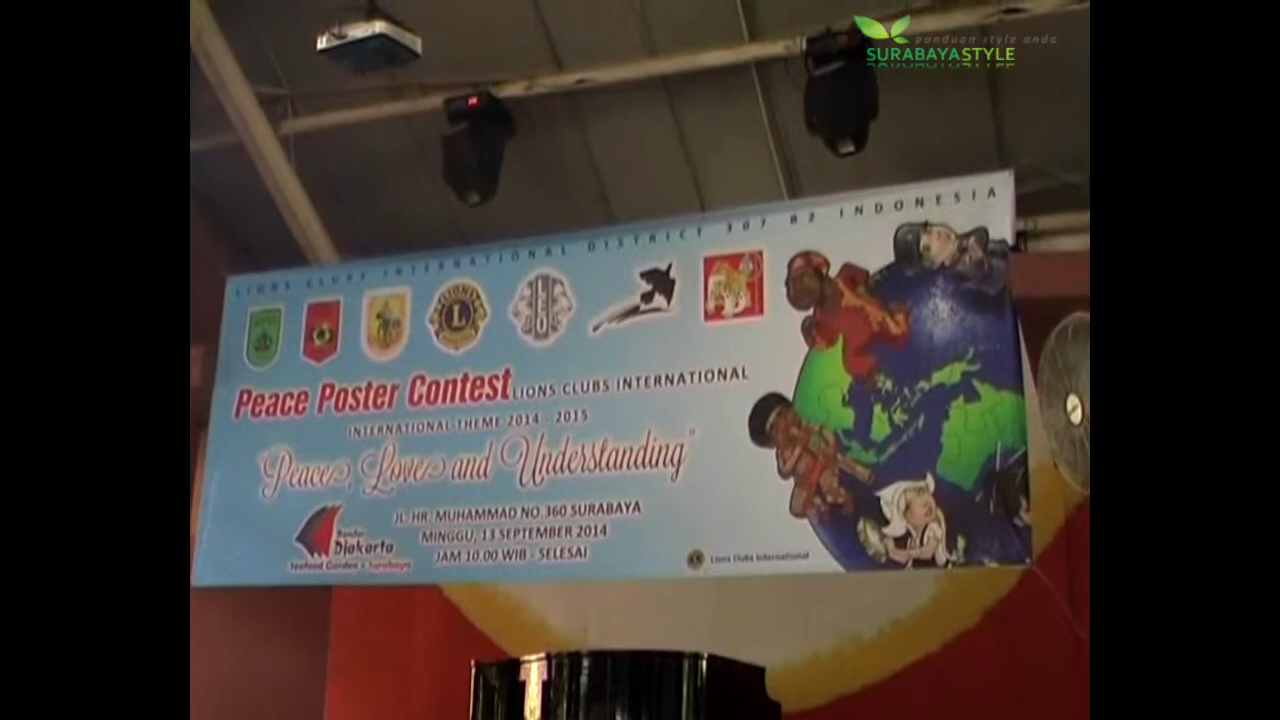 panduan style anda
SURABAYASTYLE
LIONS CLUBS INTERNATIONAL DISTRICT 307 B2 INDONESIA
LIONS
L
LEO
Peace Poster Contest LIONS CLUBS INTERNATIONAL
INTERNATIONAL THEME 2014 - 2015
"Peace, Love and Understanding"
JL. HR. MUHAMMAD NO. 360 SURABAYA
MINGGU, 13 SEPTEMBER 2014
JAM 10.00 WIB - SELESAI
Bandar
Djakarta
Seafood Garden - Surabaya
Lions Clubs International